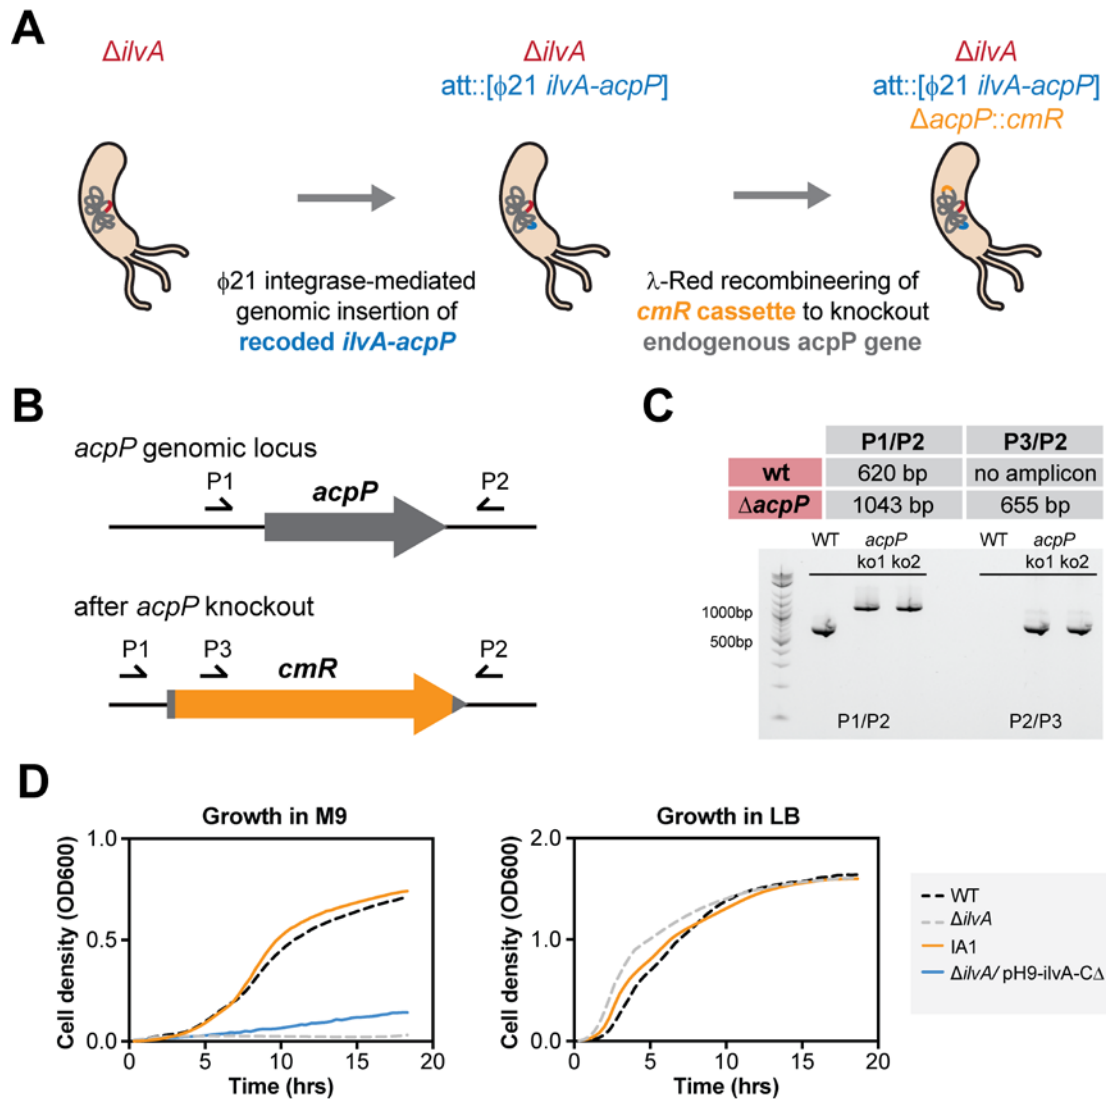 A
ΔilvA
ΔilvA
att::[ϕ21 ilvA-acpP]
ΔilvA
att::[ϕ21 ilvA-acpP]
ΔacpP::cmR
ϕ21 integrase-mediated
genomic insertion of
recoded ilvA-acpP
λ-Red recombineering of
cmR cassette to knockout
endogenous acpP gene
B
acpP genomic locus
P1
acpP
P2
after acpP knockout
P1
P3
cmR
P2
C
P1/P2 P3/P2
wt 620 bp no amplicon
ΔacpP 1043 bp 655 bp
WT acpP WT acpP
ko1 ko2 ko1 ko2
1000bp
500bp
P1/P2 P2/P3
D
Growth in M9
Cell density (OD600)
1.0
0.5
0.0
0 5 10 15 20
Time (hrs)
Growth in LB
Cell density (OD600)
2.0
1.0
0.0
0 5 10 15 20
Time (hrs)
WT
ΔilvA
IA1
ΔilvA/ pH9-ilvA-CΔ